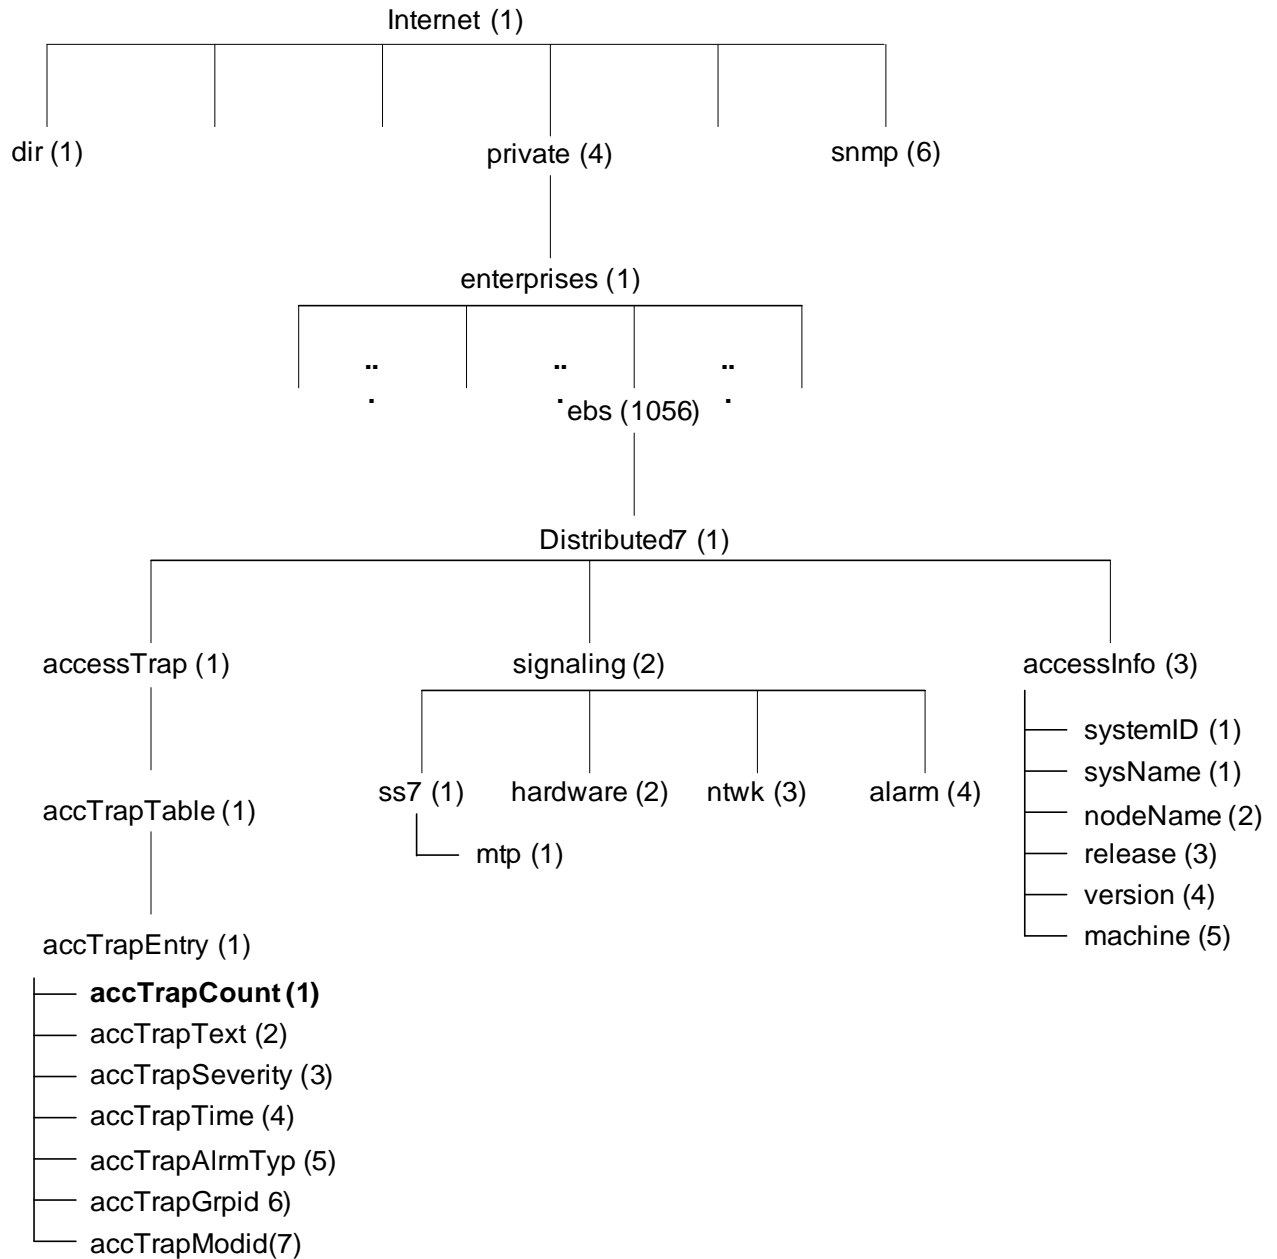 Internet (1)
dir (1)
private (4)
snmp (6)
enterprises (1)
ebs (1056)
Distributed7 (1)
accessTrap (1)
signaling (2)
accessInfo (3)
systemID (1)
sysName (1)
nodeName (2)
release (3)
version (4)
machine (5)
ss7 (1)
hardware (2)
ntwk (3)
alarm (4)
mtp (1)
accTrapTable (1)
accTrapEntry (1)
accTrapCount (1)
accTrapText (2)
accTrapSeverity (3)
accTrapTime (4)
accTrapAlrmTyp (5)
accTrapGrpid 6)
accTrapModid(7)